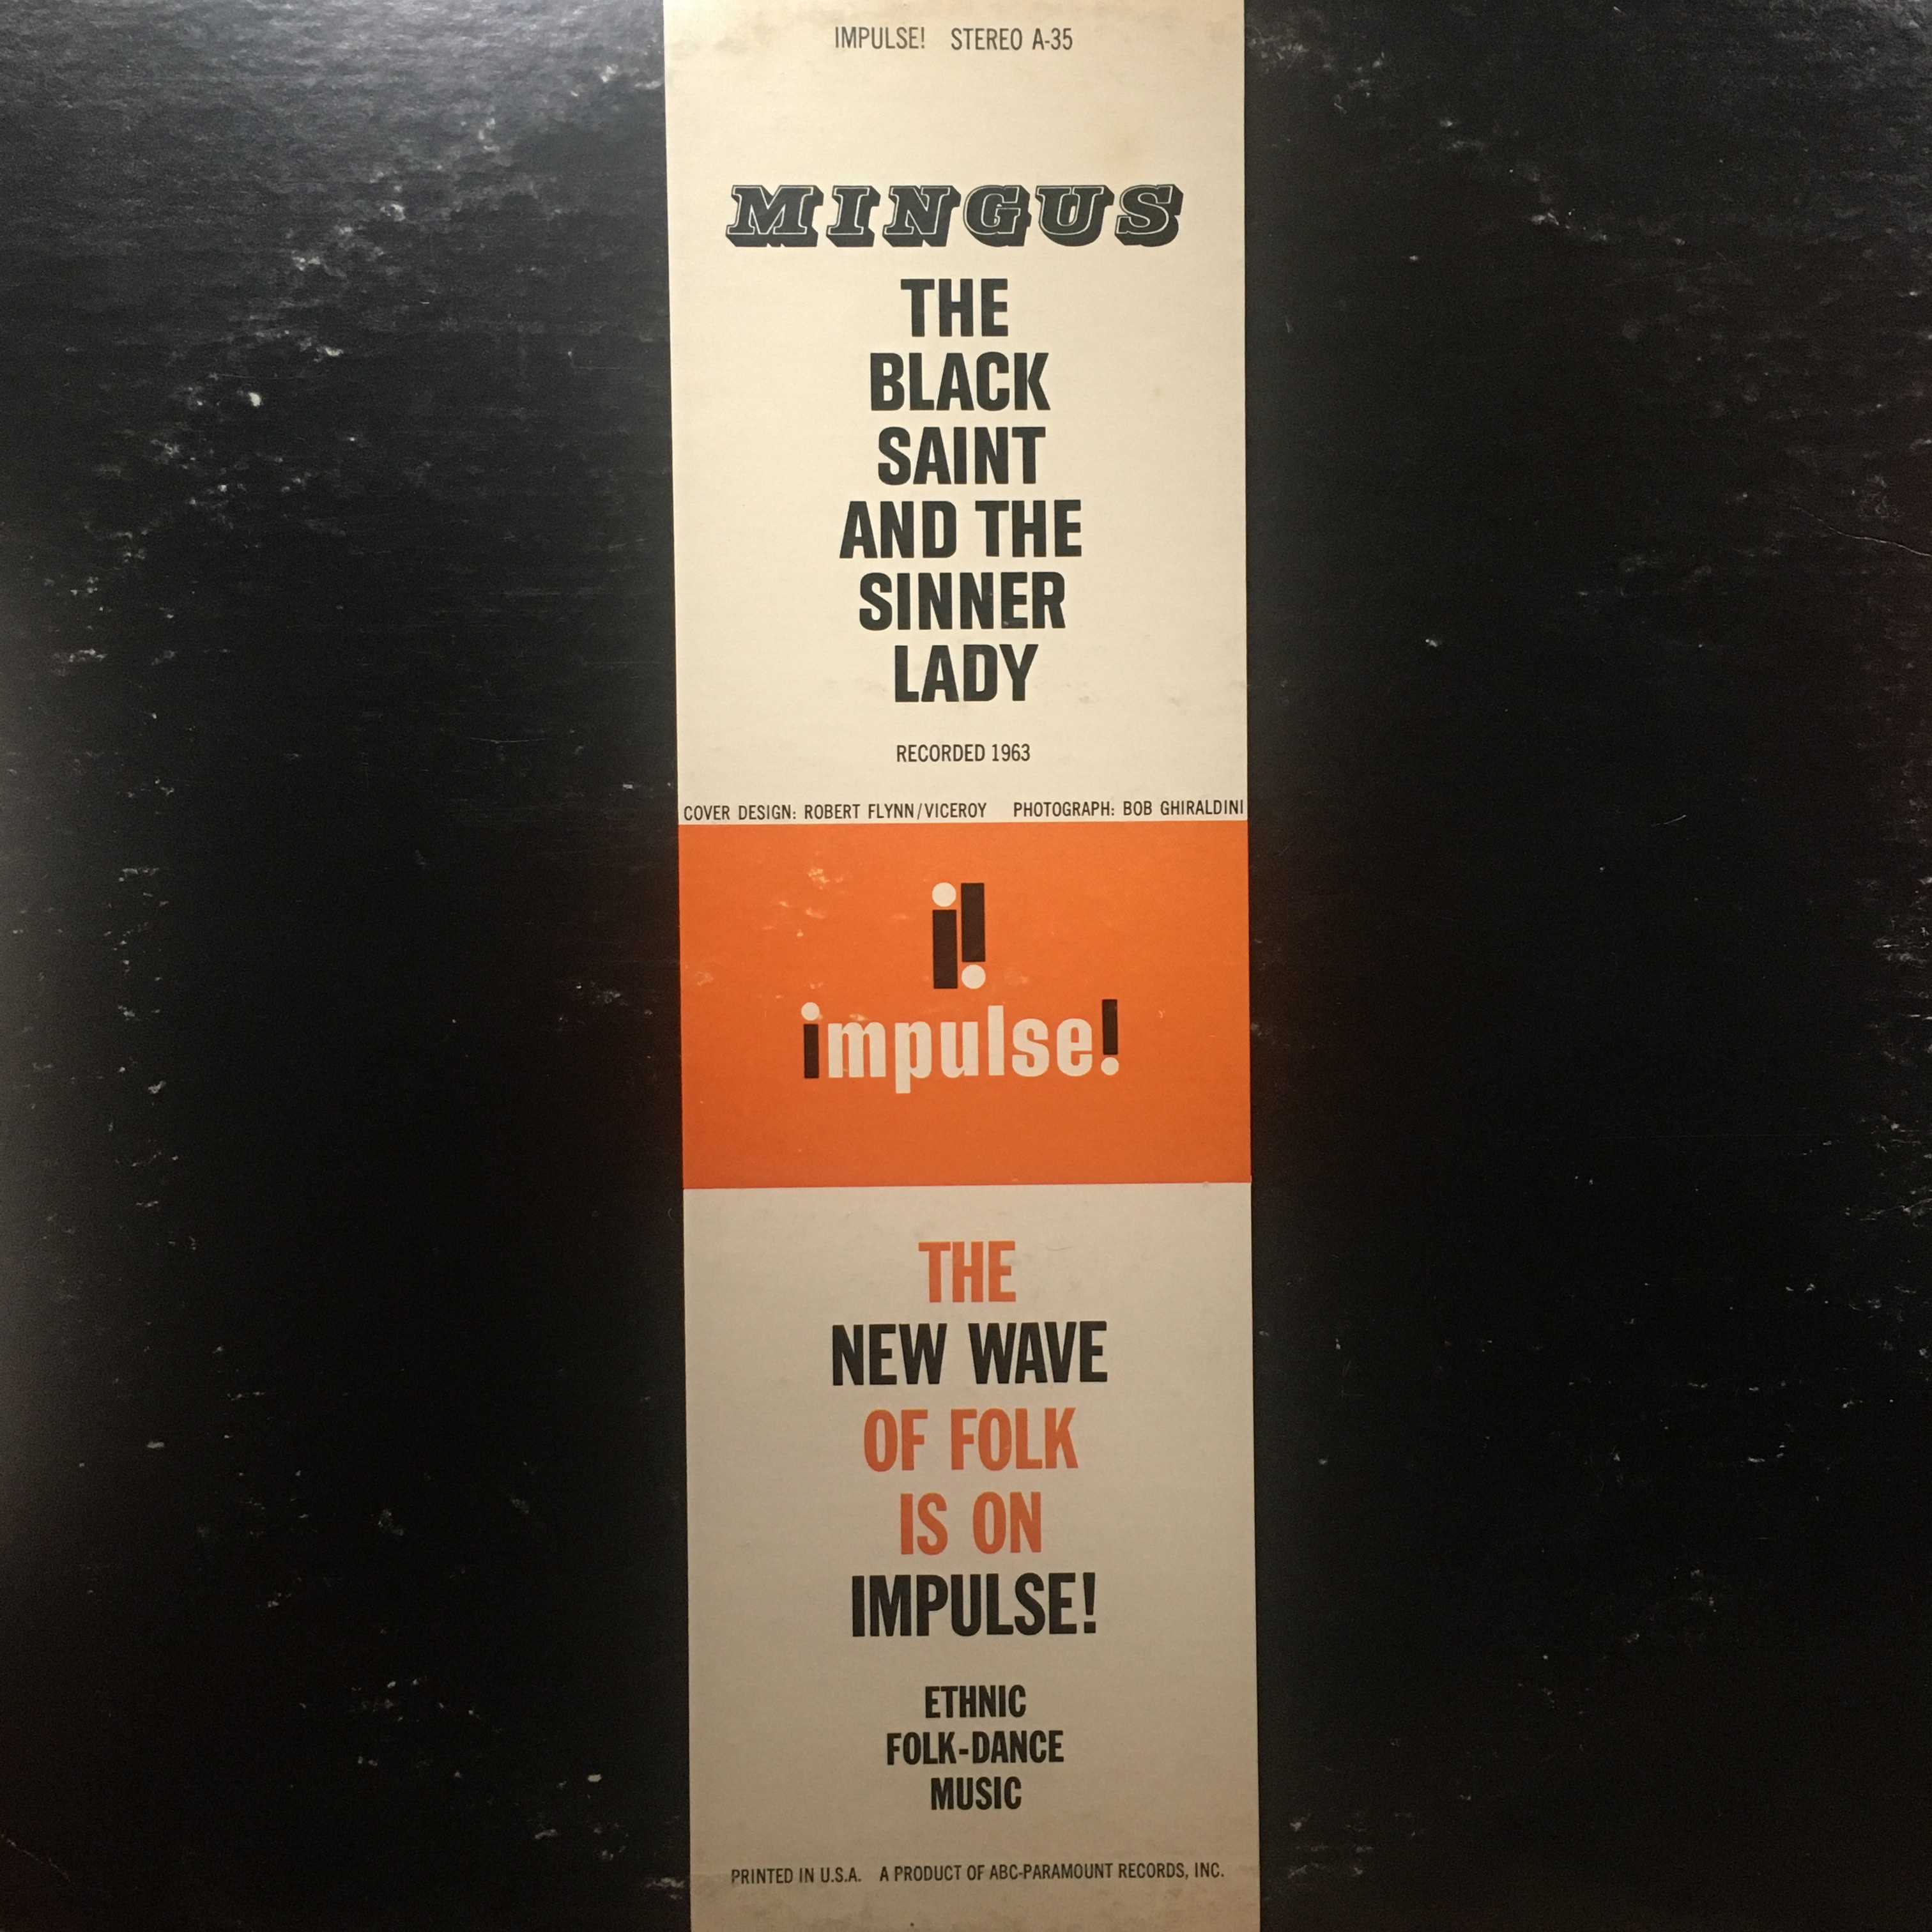 IMPULSE! STEREO A-35
MINGUS
THE
BLACK
SAINT
AND THE
SINNER
LADY
RECORDED 1963
COVER DESIGN: ROBERT FLYNN/VICEROY PHOTOGRAPH: BOB GHIRALDINI
i!
impulse!
THE
NEW WAVE
OF FOLK
IS ON
IMPULSE!
ETHNIC
FOLK-DANCE
MUSIC
PRINTED IN U.S.A. A PRODUCT OF ABC-PARAMOUNT RECORDS, INC.